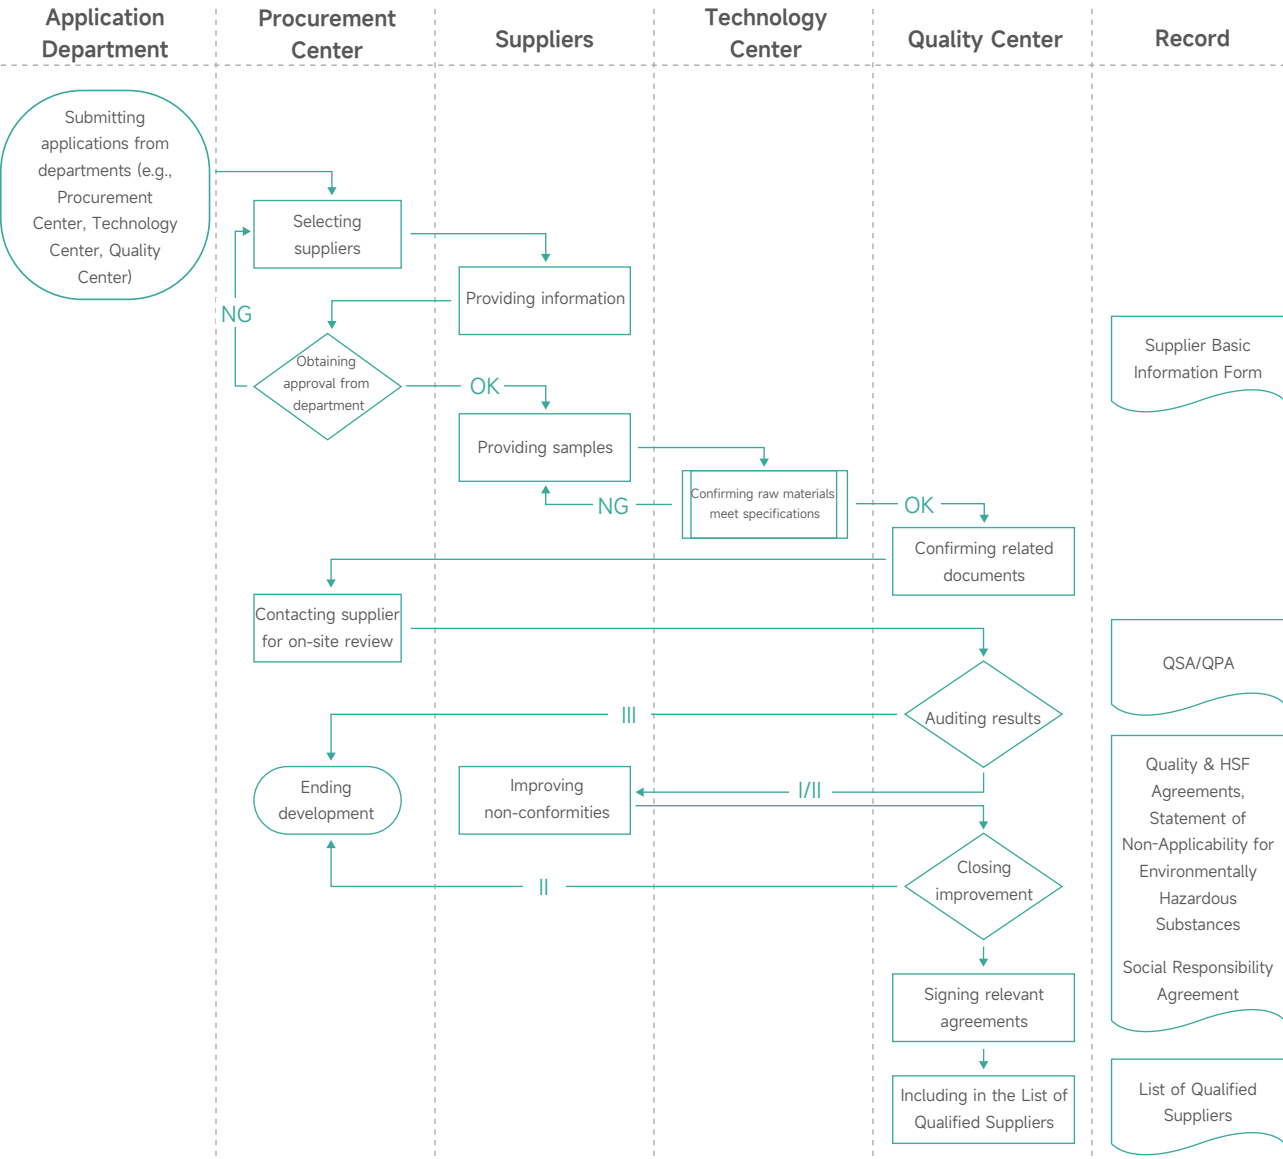 Application
Department
Procurement
Center
Suppliers
Technology
Center
Quality Center
Record
Submitting
applications from
departments (e.g.,
Procurement
Center, Technology
Center, Quality
Center)
Selecting
suppliers
Providing information
NG
Obtaining
approval from
department
OK
Supplier Basic
Information Form
Providing samples
Confirming raw materials
meet specifications
NG
OK
Confirming related
documents
Contacting supplier
for on-site review
QSA/QPA
Auditing results
III
Ending
development
Improving
non-conformities
I/II
Closing
improvement
II
Quality & HSF
Agreements,
Statement of
Non-Applicability for
Environmentally
Hazardous
Substances
Social Responsibility
Agreement
Signing relevant
agreements
Including in the List of
Qualified Suppliers
List of Qualified
Suppliers